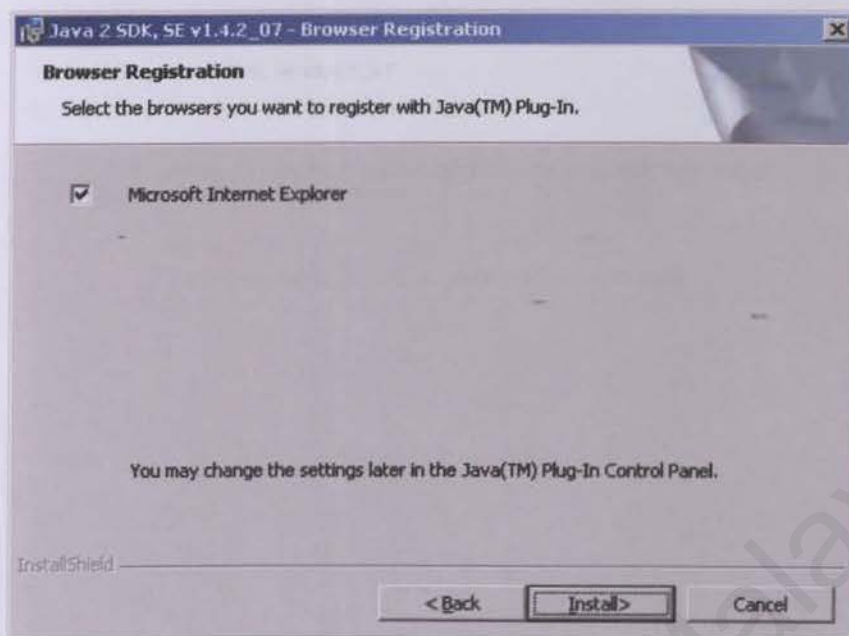 Java 2 SDK, SE v1.4.2_07 - Browser Registration
Browser Registration
Select the browsers you want to register with Java(TM) Plug-In.
Microsoft Internet Explorer
You may change the settings later in the Java(TM) Plug-In Control Panel.
InstallShield
< Back Install> Cancel